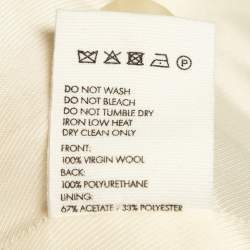 DO NOT WASH
DO NOT BLEACH
DO NOT TUMBLE DRY
IRON LOW HEAT
DRY CLEAN ONLY
FRONT:
100% VIRGIN WOOL
BACK:
100% POLYURETHANE
LINING:
67% ACETATE - 33% POLYESTER